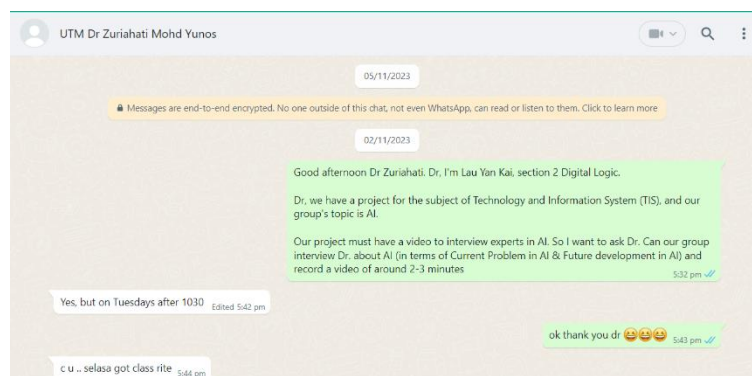 UTM Dr Zuriahati Mohd Yunos
05/11/2023
Messages are end-to-end encrypted. No one outside of this chat, not even WhatsApp, can read or listen to them. Click to learn more
02/11/2023
Good afternoon Dr Zuriahati. Dr, I'm Lau Yan Kai, section 2 Digital Logic.
Dr, we have a project for the subject of Technology and Information System (TIS), and our
group's topic is AI.
Our project must have a video to interview experts in AI. So I want to ask Dr. Can our group
interview Dr. about AI (in terms of Current Problem in AI & Future development in AI) and
record a video of around 2-3 minutes
5:32 pm
Yes, but on Tuesdays after 1030 Edited 5:42 pm
ok thank you dr 😆😆😆 5:43 pm
c u .. selasa got class rite 5:44 pm